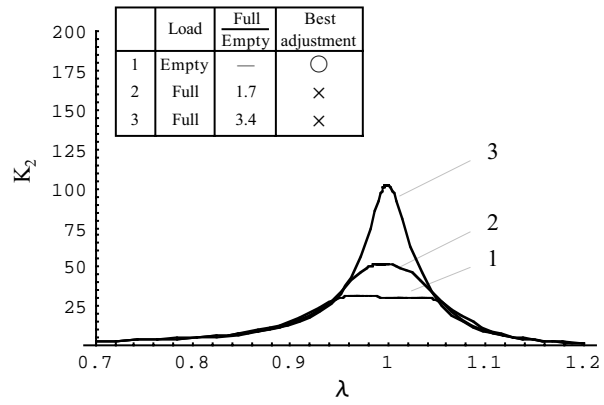 Load Full Best
Empty adjustment
1 Empty — ○
2 Full 1.7 ×
3 Full 3.4 ×
200
175
150
125
100
75
50
25
K2
3
2
1
0.7 0.8 0.9 1 1.1 1.2
λ